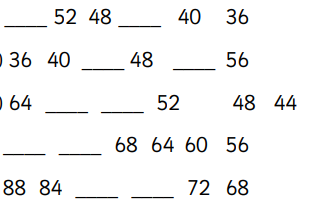 ____ 52 48 ____ 40 36
) 36 40 ____ 48 ____ 56
) 64 ____ ____ 52 48 44
____ ____ 68 64 60 56
88 84 ____ ____ 72 68